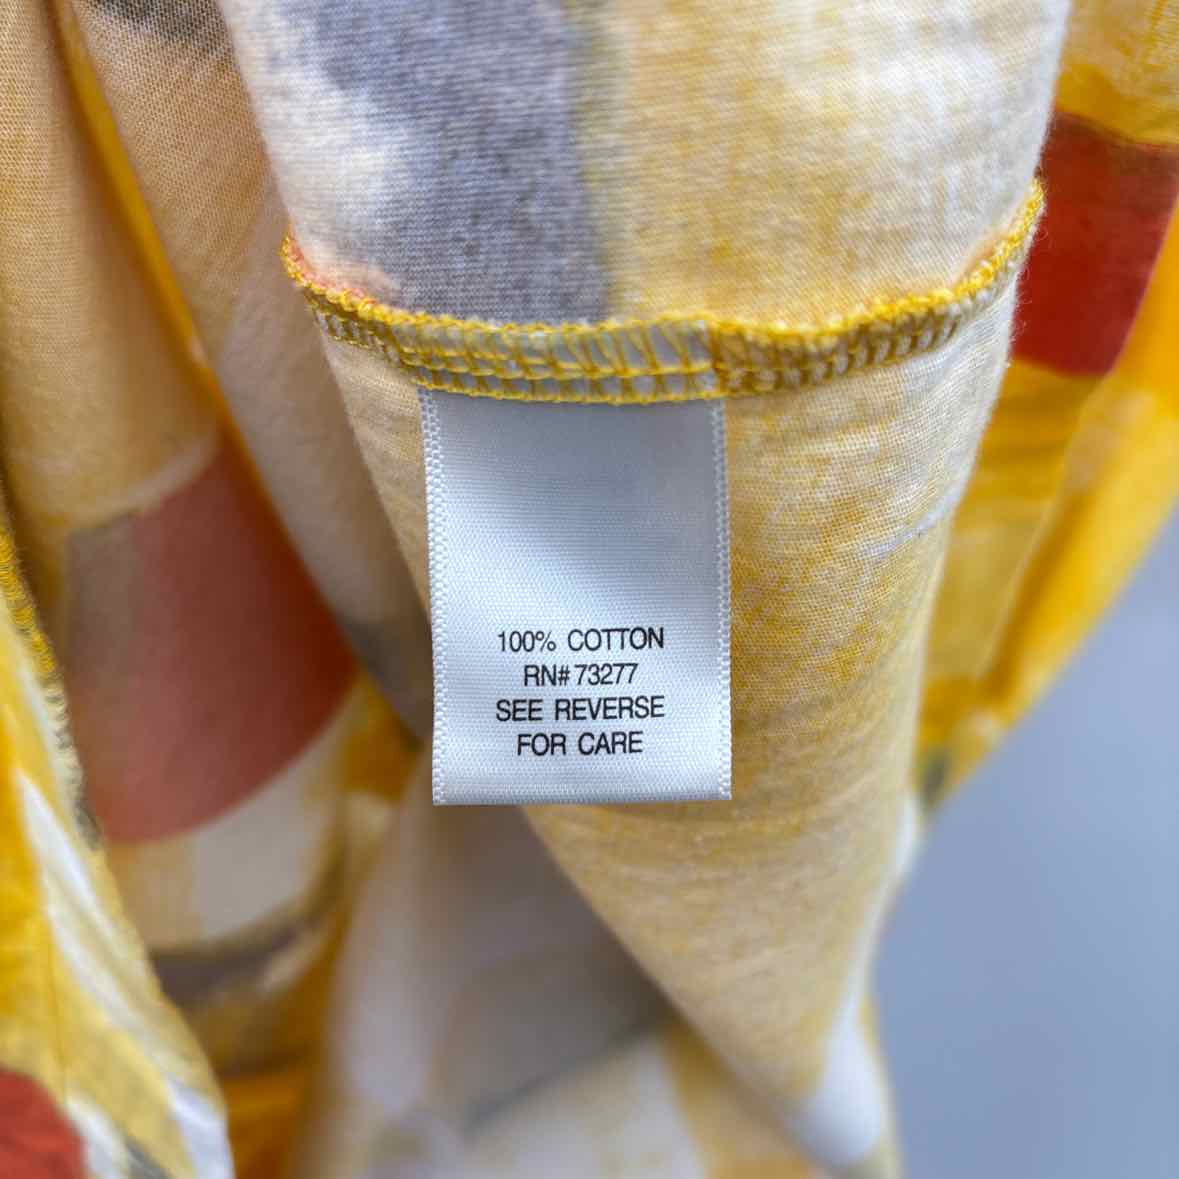 100% COTTON
RN# 73277
SEE REVERSE
FOR CARE